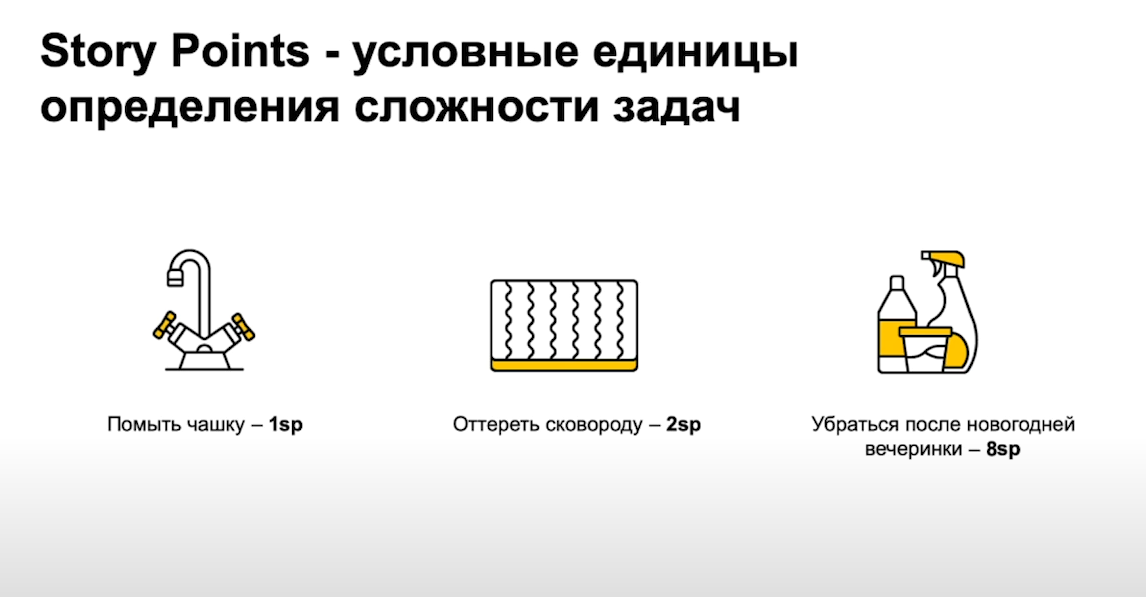 Story Points - условные единицы
определения сложности задач
Помыть чашку – 1sp
Оттереть сковороду – 2sp
Убраться после новогодней
вечеринки – 8sp